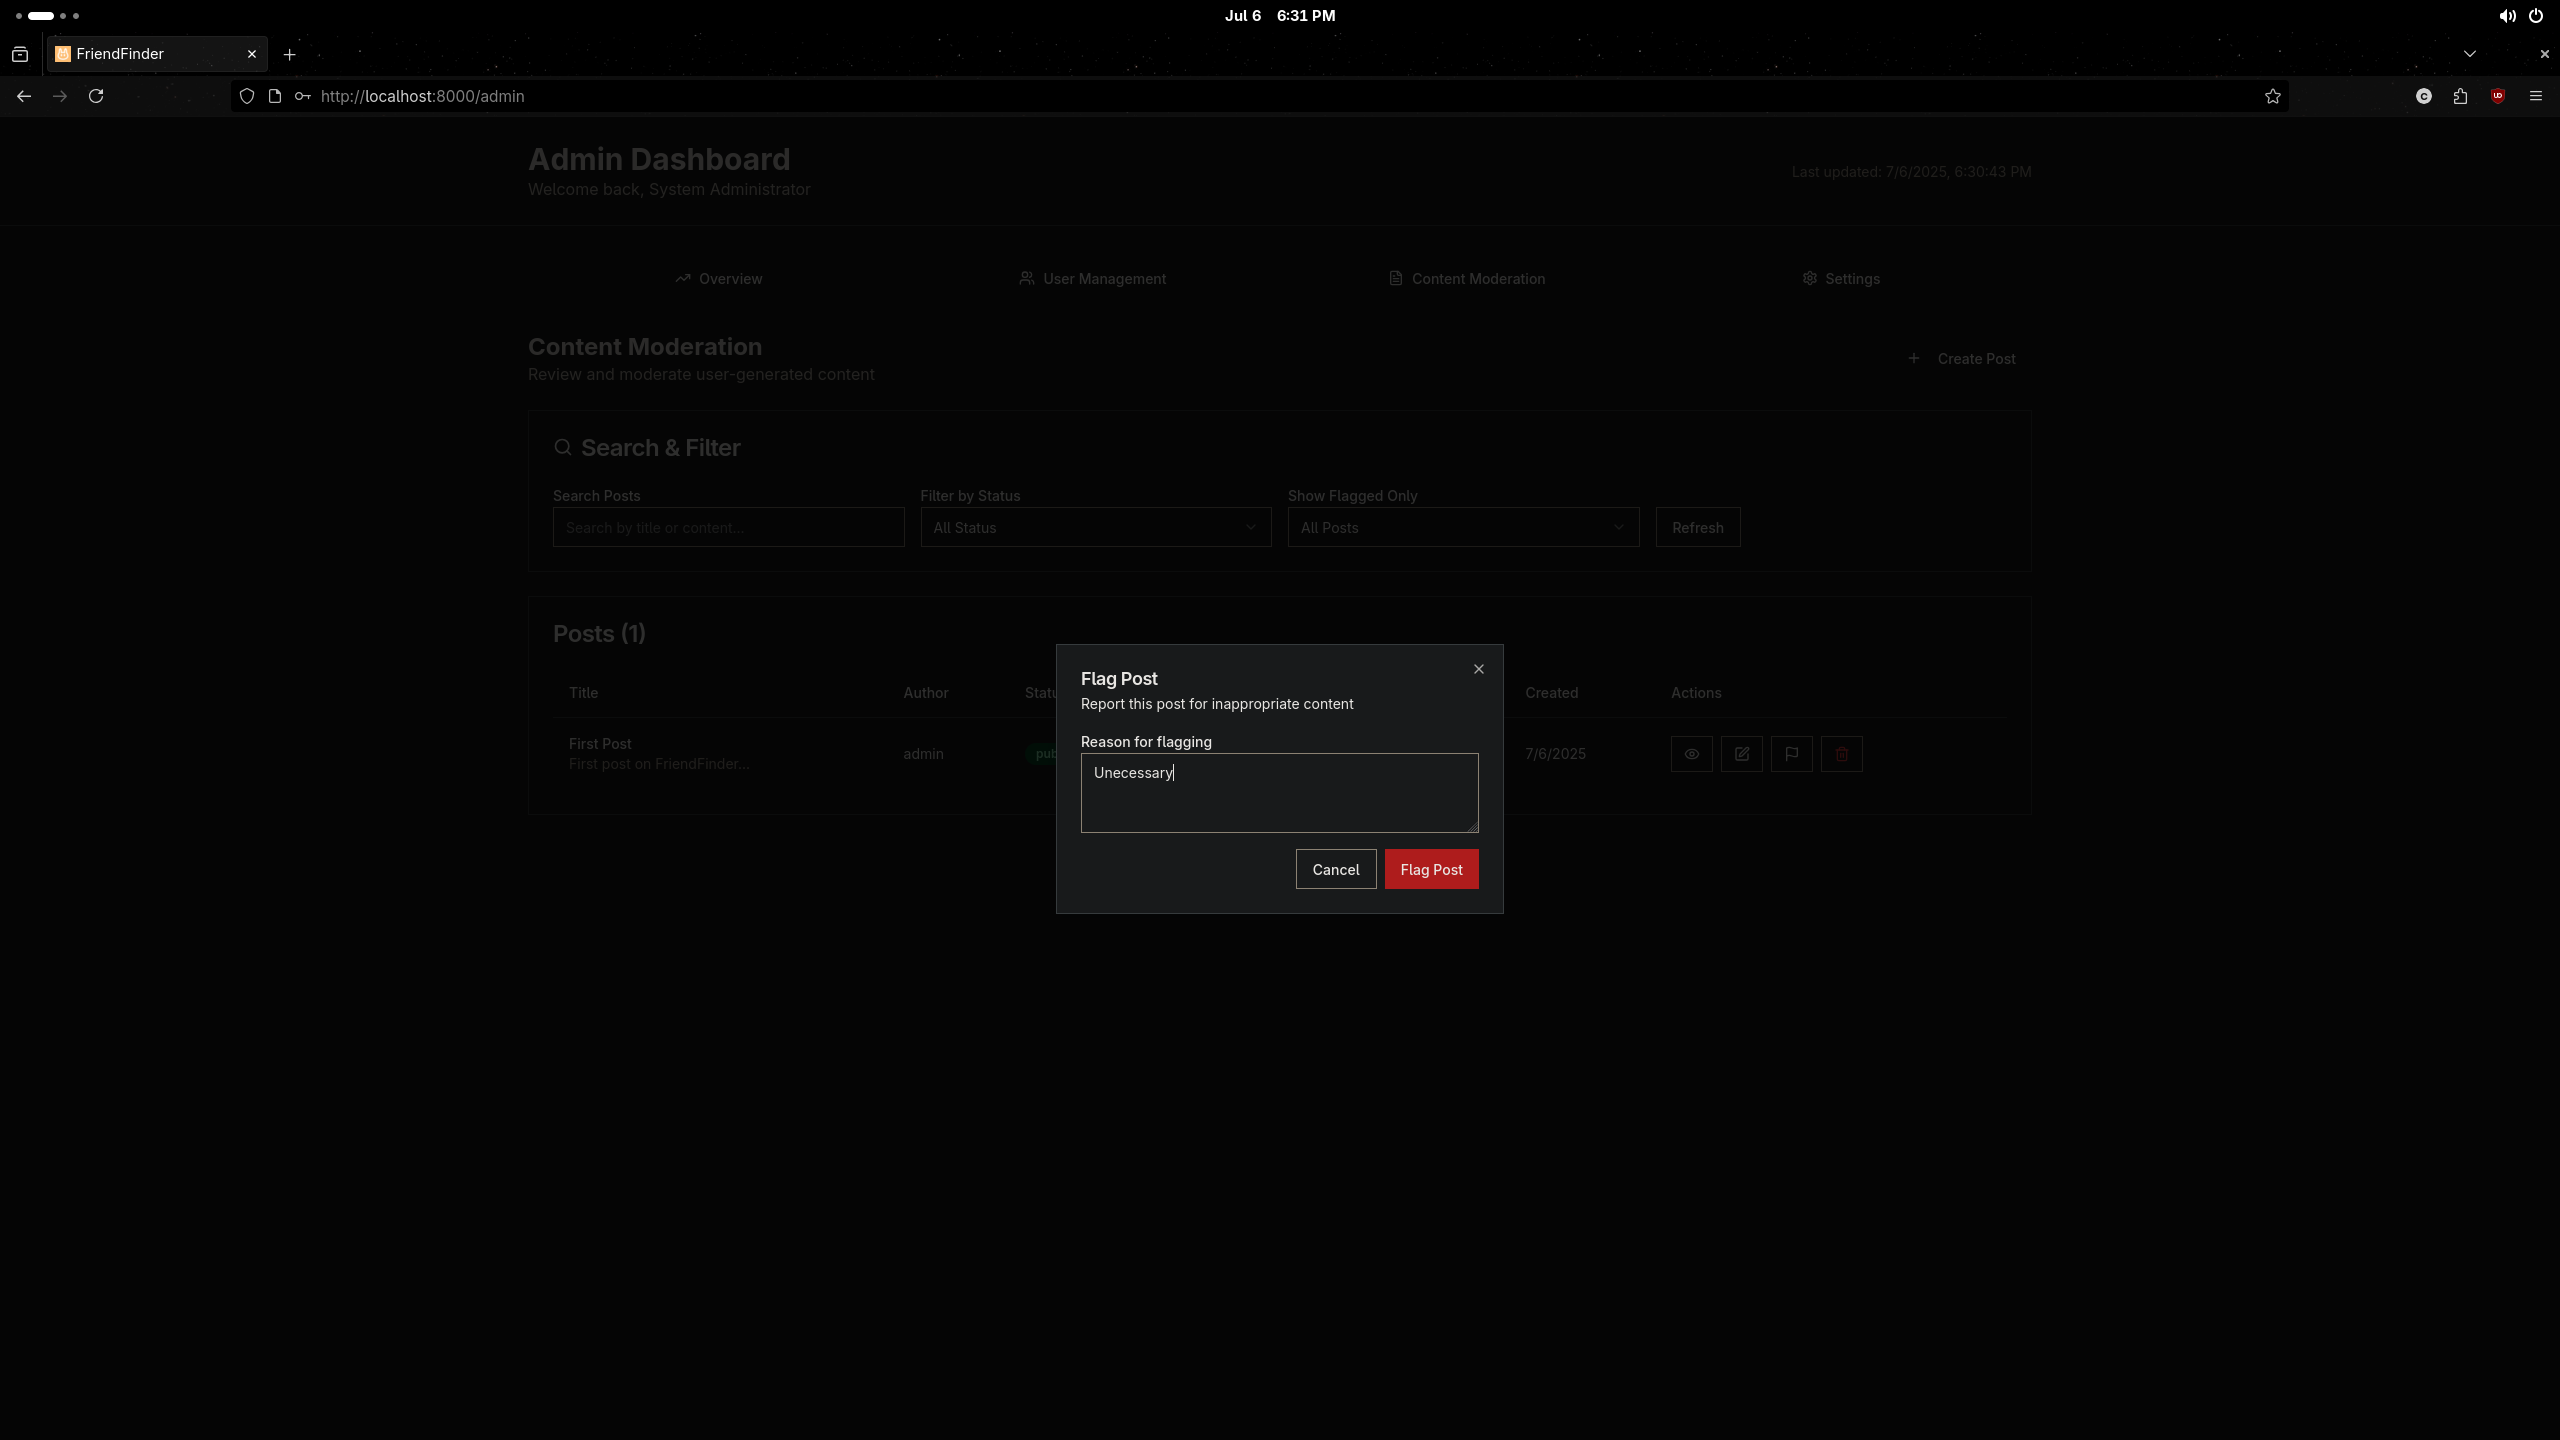 Jul 6 6:31 PM
FriendFinder
http://localhost:8000/admin
Admin Dashboard
Welcome back, System Administrator
Last updated: 7/6/2025, 6:30:43 PM
Overview
User Management
Content Moderation
Settings
Content Moderation
Review and moderate user-generated content
Create Post
Search & Filter
Search Posts
Filter by Status
Show Flagged Only
Search by title or content...
All Status
All Posts
Refresh
Posts (1)
Title
Author
Statu
Created
Actions
First Post
First post on FriendFinder...
admin
pub
7/6/2025
Flag Post
Report this post for inappropriate content
Reason for flagging
Unecessary
Cancel
Flag Post